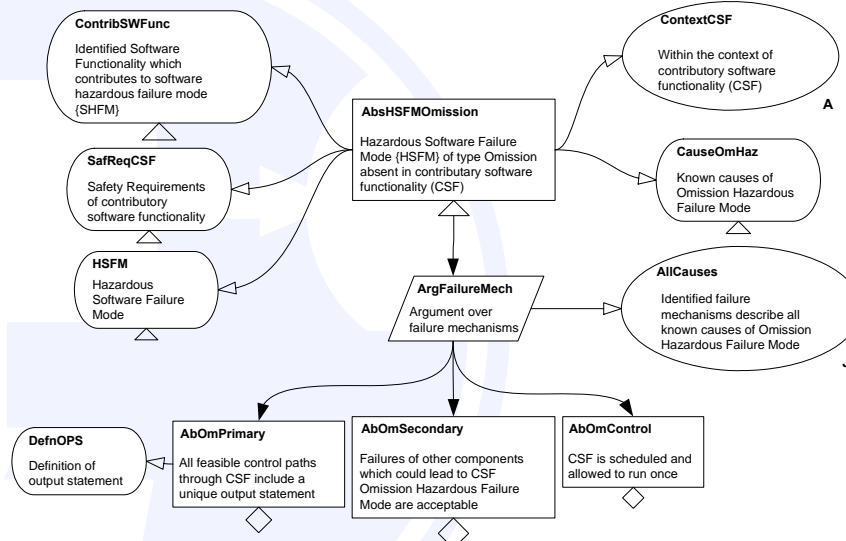 ContribSWFunc
Identified Software
Functionality which
contributes to software
hazardous failure mode
{SHFM}
ContextCSF
Within the context of
contributory software
functionality (CSF)
A
AbsHSFMOmission
Hazardous Software Failure
Mode {HSFM} of type Omission
absent in contributary software
functionality (CSF)
SafReqCSF
Safety Requirements
of contributory
software functionality
CauseOmHaz
Known causes of
Omission Hazardous
Failure Mode
HSFM
Hazardous
Software Failure
Mode
ArgFailureMech
Argument over
failure mechanisms
AllCauses
Identified failure
mechanisms describe all
known causes of Omission
Hazardous Failure Mode
DefnOPS
Definition of
output statement
AbOmPrimary
All feasible control paths
through CSF include a
unique output statement
AbOmSecondary
Failures of other components
which could lead to CSF
Omission Hazardous Failure
Mode are acceptable
AbOmControl
CSF is scheduled and
allowed to run once